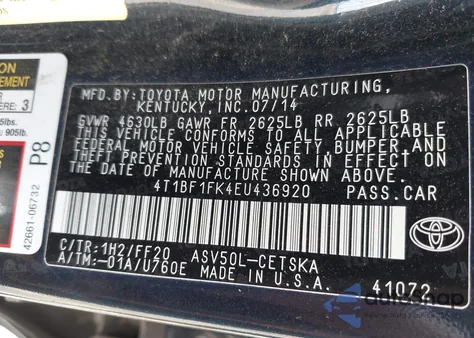 MFD.BY:TOYOTA MOTOR MANUFACTURING,
KENTUCKY, INC. 07/14
GVWR 4630LB GAWR FR 2625LB RR 2625LB
THIS VEHICLE CONFORMS TO ALL APPLICABLE
FEDERAL MOTOR VEHICLE SAFETY, BUMPER, AND
THEFT PREVENTION STANDARDS IN EFFECT ON
THE DATE OF MANUFACTURE SHOWN ABOVE.
4T1BF1FK4EU436920 PASS.CAR
C/TR:1H2/FF20 ASV50L-CETSKA
A/TM:-01A/U760E MADE IN U.S.A.
41072
TOYOTA
P8
42661-06732
3
905lb.